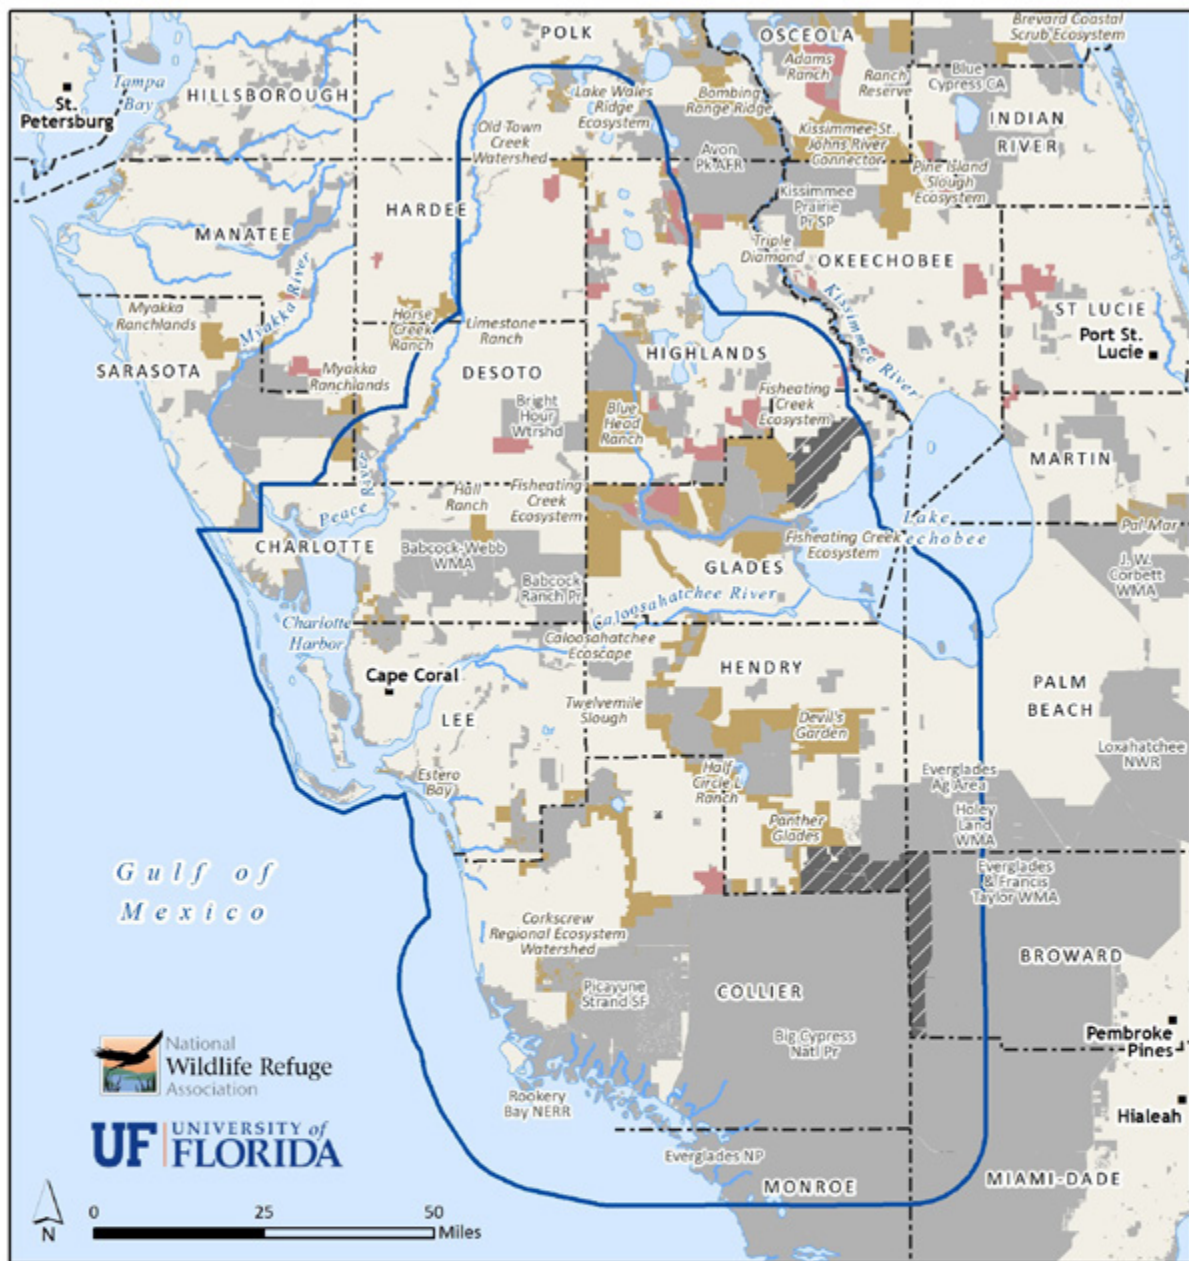 POLK
OSCEOLA
Brevard Coastal
Scrub Ecosystem
Tampa
Bay
HILLSBOROUGH
St.
Petersburg
Lake Wales
Ridge
Ecosystem
Old Town
Creek
Watershed
Bombing
Range Ridge
Adams
Ranch
Ranch
Reserve
Blue
Cypress CA
INDIAN
RIVER
Avon
Pk AFR
Kissimmee-St.
Johns River
Connector
Pine Island
Slough
Ecosystem
Kissimmee
Prairie
Pr SP
HARDEE
MANATEE
Triple
Diamond
OKEECHOBEE
Kissimmee River
Myakka River
Myakka
Ranchlands
Horse
Creek
Ranch
Limestone
Ranch
ST LUCIE
Port St.
Lucie
SARASOTA
Myakka
Ranchlands
DESOTO
HIGHLANDS
Bright
Hour
Wtrshd
Blue
Head
Ranch
Fisheating
Creek
Ecosystem
MARTIN
Peace River
Hall
Ranch
Fisheating
Creek
Ecosystem
Pal Mar
CHARLOTTE
Babcock-Webb
WMA
Babcock
Ranch Pr
Fisheating Creek
Ecosystem
Lake
eechobee
GLADES
J. W.
Corbett
WMA
Caloosahatchee River
Charlotte
Harbor
Caloosahatchee
Ecoscape
Cape Coral
HENDRY
PALM
BEACH
LEE
Twelvemile
Slough
Devil's
Garden
Loxahatchee
NWR
Estero
Bay
Half
Circle L
Ranch
Everglades
Ag Area
Holey
Land
WMA
Panther
Glades
Gulf of
Mexico
Everglades
& Francis
Taylor WMA
Corkscrew
Regional Ecosystem
Watershed
BROWARD
Picayune
Strand SF
COLLIER
Big Cypress
Natl Pr
Pembroke
Pines
National
Wildlife Refuge
Association
Rookery
Bay NERR
Hialeah
UF UNIVERSITY of
FLORIDA
Everglades NP
MONROE
MIAMI-DADE
N
0 25 50
Miles